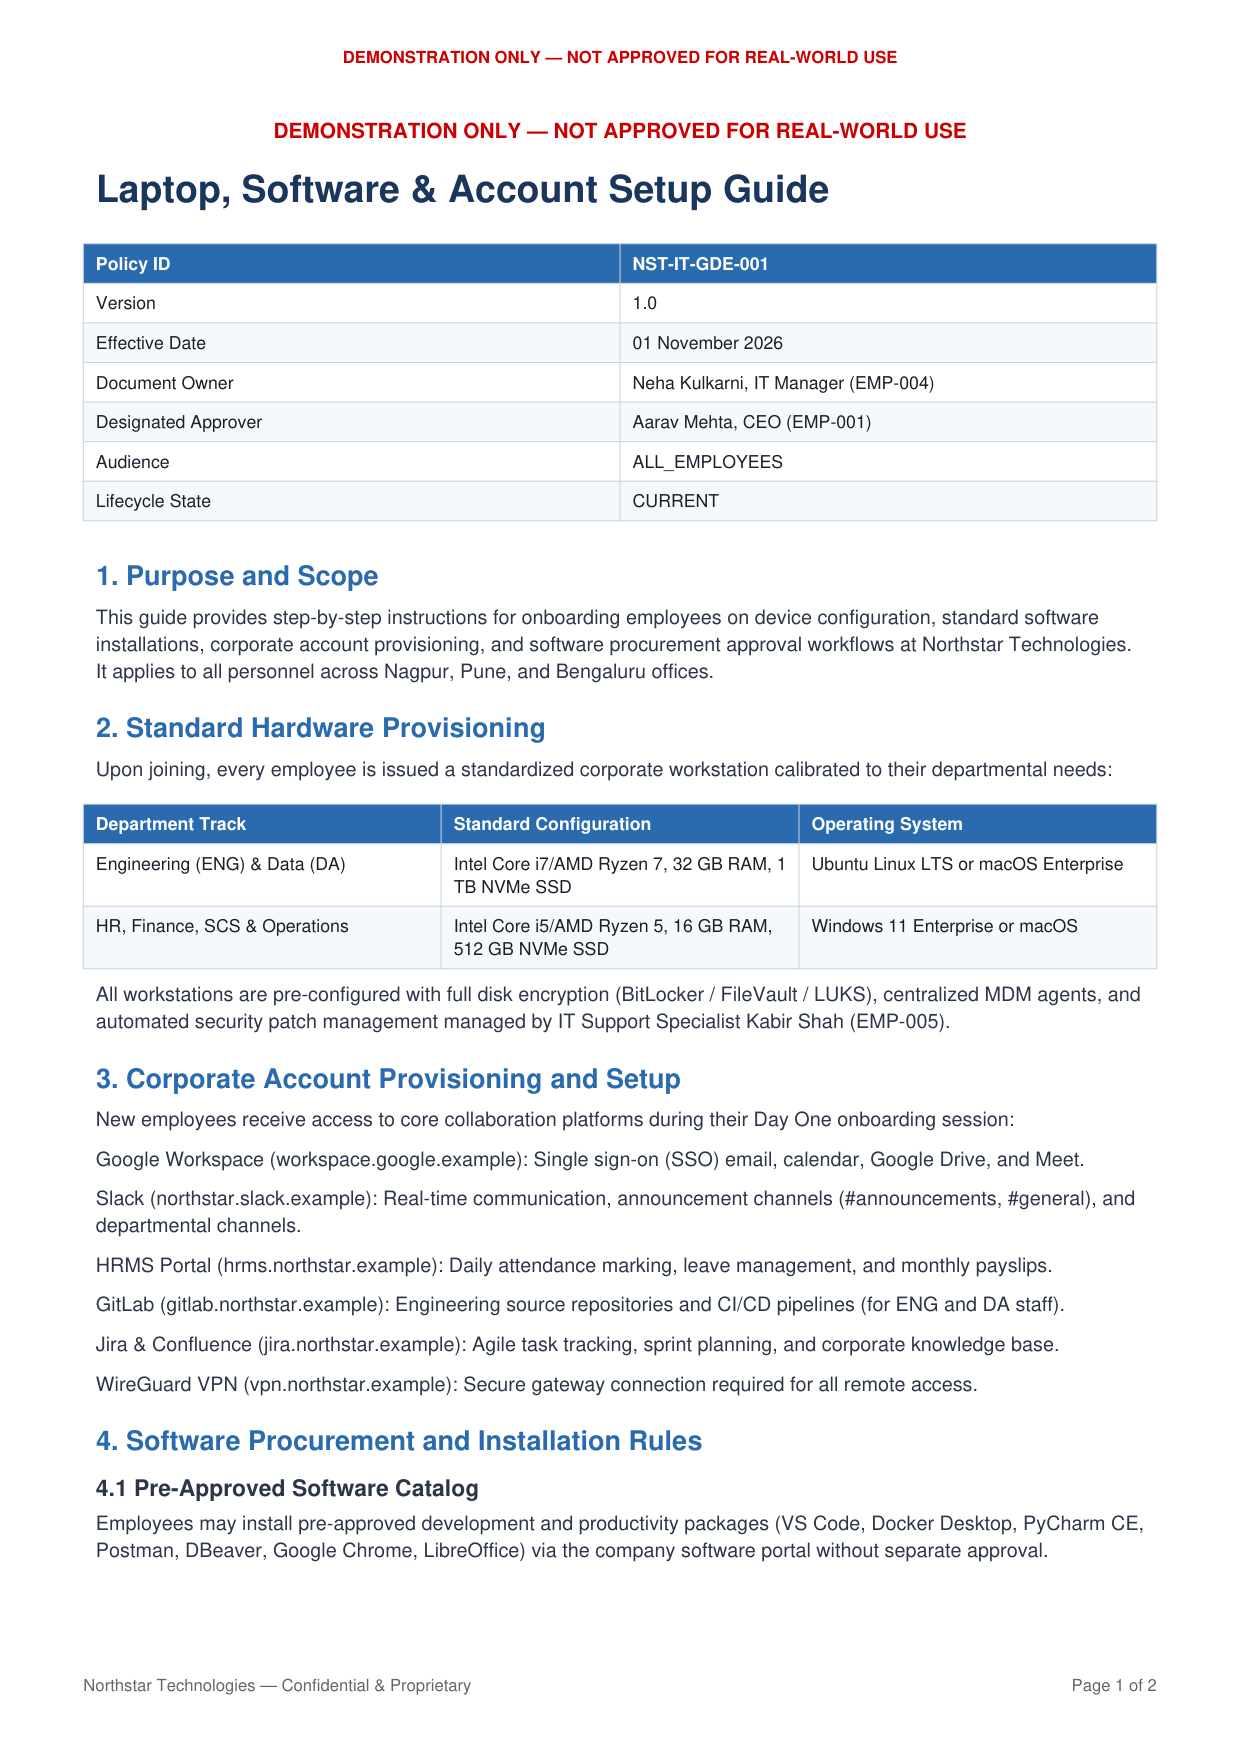 DEMONSTRATION ONLY — NOT APPROVED FOR REAL-WORLD USE
DEMONSTRATION ONLY — NOT APPROVED FOR REAL-WORLD USE
Laptop, Software & Account Setup Guide
Policy ID NST-IT-GDE-001
Version 1.0
Effective Date 01 November 2026
Document Owner Neha Kulkarni, IT Manager (EMP-004)
Designated Approver Aarav Mehta, CEO (EMP-001)
Audience ALL_EMPLOYEES
Lifecycle State CURRENT
1. Purpose and Scope
This guide provides step-by-step instructions for onboarding employees on device configuration, standard software
installations, corporate account provisioning, and software procurement approval workflows at Northstar Technologies.
It applies to all personnel across Nagpur, Pune, and Bengaluru offices.
2. Standard Hardware Provisioning
Upon joining, every employee is issued a standardized corporate workstation calibrated to their departmental needs:
Department Track Standard Configuration Operating System
Engineering (ENG) & Data (DA) Intel Core i7/AMD Ryzen 7, 32 GB RAM, 1 Ubuntu Linux LTS or macOS Enterprise
TB NVMe SSD
HR, Finance, SCS & Operations Intel Core i5/AMD Ryzen 5, 16 GB RAM, Windows 11 Enterprise or macOS
512 GB NVMe SSD
All workstations are pre-configured with full disk encryption (BitLocker / FileVault / LUKS), centralized MDM agents, and
automated security patch management managed by IT Support Specialist Kabir Shah (EMP-005).
3. Corporate Account Provisioning and Setup
New employees receive access to core collaboration platforms during their Day One onboarding session:
Google Workspace (workspace.google.example): Single sign-on (SSO) email, calendar, Google Drive, and Meet.
Slack (northstar.slack.example): Real-time communication, announcement channels (#announcements, #general), and
departmental channels.
HRMS Portal (hrms.northstar.example): Daily attendance marking, leave management, and monthly payslips.
GitLab (gitlab.northstar.example): Engineering source repositories and CI/CD pipelines (for ENG and DA staff).
Jira & Confluence (jira.northstar.example): Agile task tracking, sprint planning, and corporate knowledge base.
WireGuard VPN (vpn.northstar.example): Secure gateway connection required for all remote access.
4. Software Procurement and Installation Rules
4.1 Pre-Approved Software Catalog
Employees may install pre-approved development and productivity packages (VS Code, Docker Desktop, PyCharm CE,
Postman, DBeaver, Google Chrome, LibreOffice) via the company software portal without separate approval.
Northstar Technologies — Confidential & Proprietary Page 1 of 2